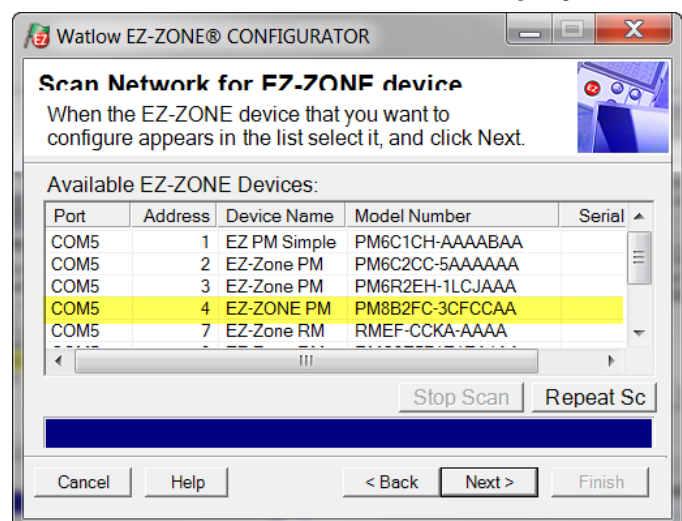 Watlow EZ-ZONE® CONFIGURATOR
Scan Network for EZ-ZONE device
When the EZ-ZONE device that you want to
configure appears in the list select it, and click Next.
Available EZ-ZONE Devices:
Port Address Device Name Model Number Serial
COM5 1 EZ PM Simple PM6C1CH-AAAABAA
COM5 2 EZ-Zone PM PM6C2CC-5AAAAAA
COM5 3 EZ-Zone PM PM6R2EH-1LCJAAA
COM5 4 EZ-ZONE PM PM8B2FC-3CFCCAA
COM5 7 EZ-Zone RM RMEF-CCKA-AAAA
Stop Scan Repeat Sc
Cancel Help < Back Next > Finish